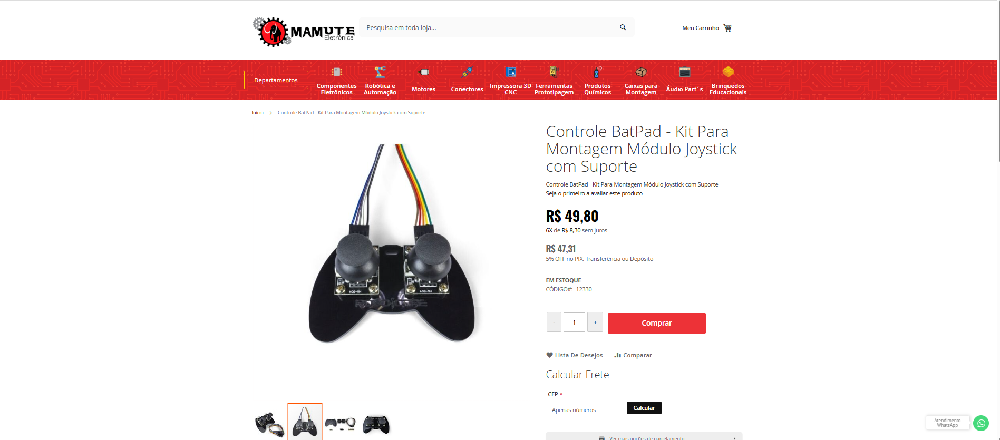 MAMUTE
Eletrônica
Pesquisa em toda loja...
Meu Carrinho
Departamentos
Componentes
Eletrônicos
Robótica e
Automação
Motores
Conectores
Impressora 3D
CNC
Ferramentas
Prototipagem
Produtos
Químicos
Caixas para
Montagem
Áudio Part´s
Brinquedos
Educacionais
Início > Controle BatPad - Kit Para Montagem Módulo Joystick com Suporte
HW-504
HW-504
ROBOCORE
Controle BatPad - Kit Para
Montagem Módulo Joystick
com Suporte
Controle BatPad - Kit Para Montagem Módulo Joystick com Suporte
Seja o primeiro a avaliar este produto
R$ 49,80
6X de R$ 8,30 sem juros
R$ 47,31
5% OFF no PIX, Transferência ou Depósito
EM ESTOQUE
CÓDIGO#: 12330
- 1 + Comprar
Lista De Desejos Comparar
Calcular Frete
CEP *
Apenas números Calcular
Ver mais opções de parcelamento
Atendimento
WhatsApp